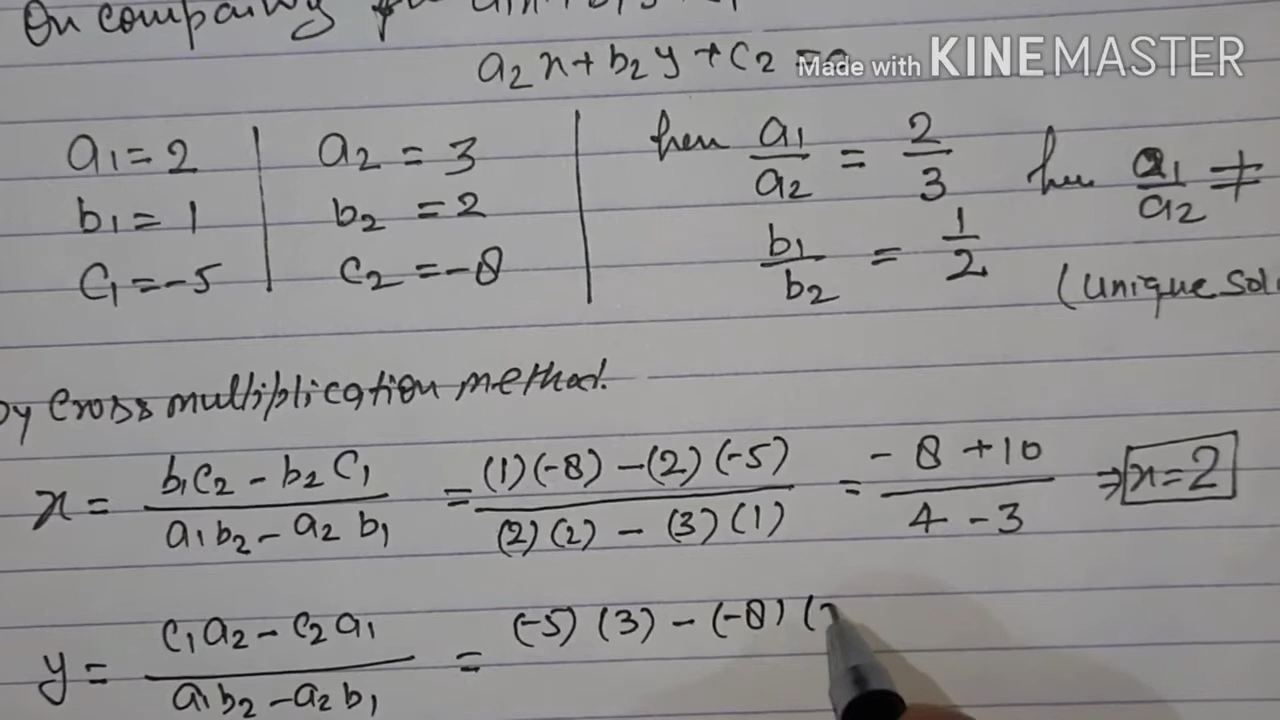 On comparing
a₂x+b₂y+c₂ =0
Made with KINEMASTER
a₁=2 | a₂ = 3 | then a₁/a₂ = 2/3 a₁/a₂ ≠
b₁=1 | b₂ =2 | b₁/b₂ = 1/2
C₁=-5 | C₂ =-8 | (unique
by Cross multiplication method.
x = (b₁C₂ - b₂C₁)/(a₁b₂ - a₂b₁) = ((1)(-8) -(2)(-5))/((2)(2) - (3)(1)) = (-8+10)/(4-3) ⇒ x=2
y = (C₁a₂ - C₂a₁)/(a₁b₂ - a₂b₁) = (-5)(3) - (-8)(